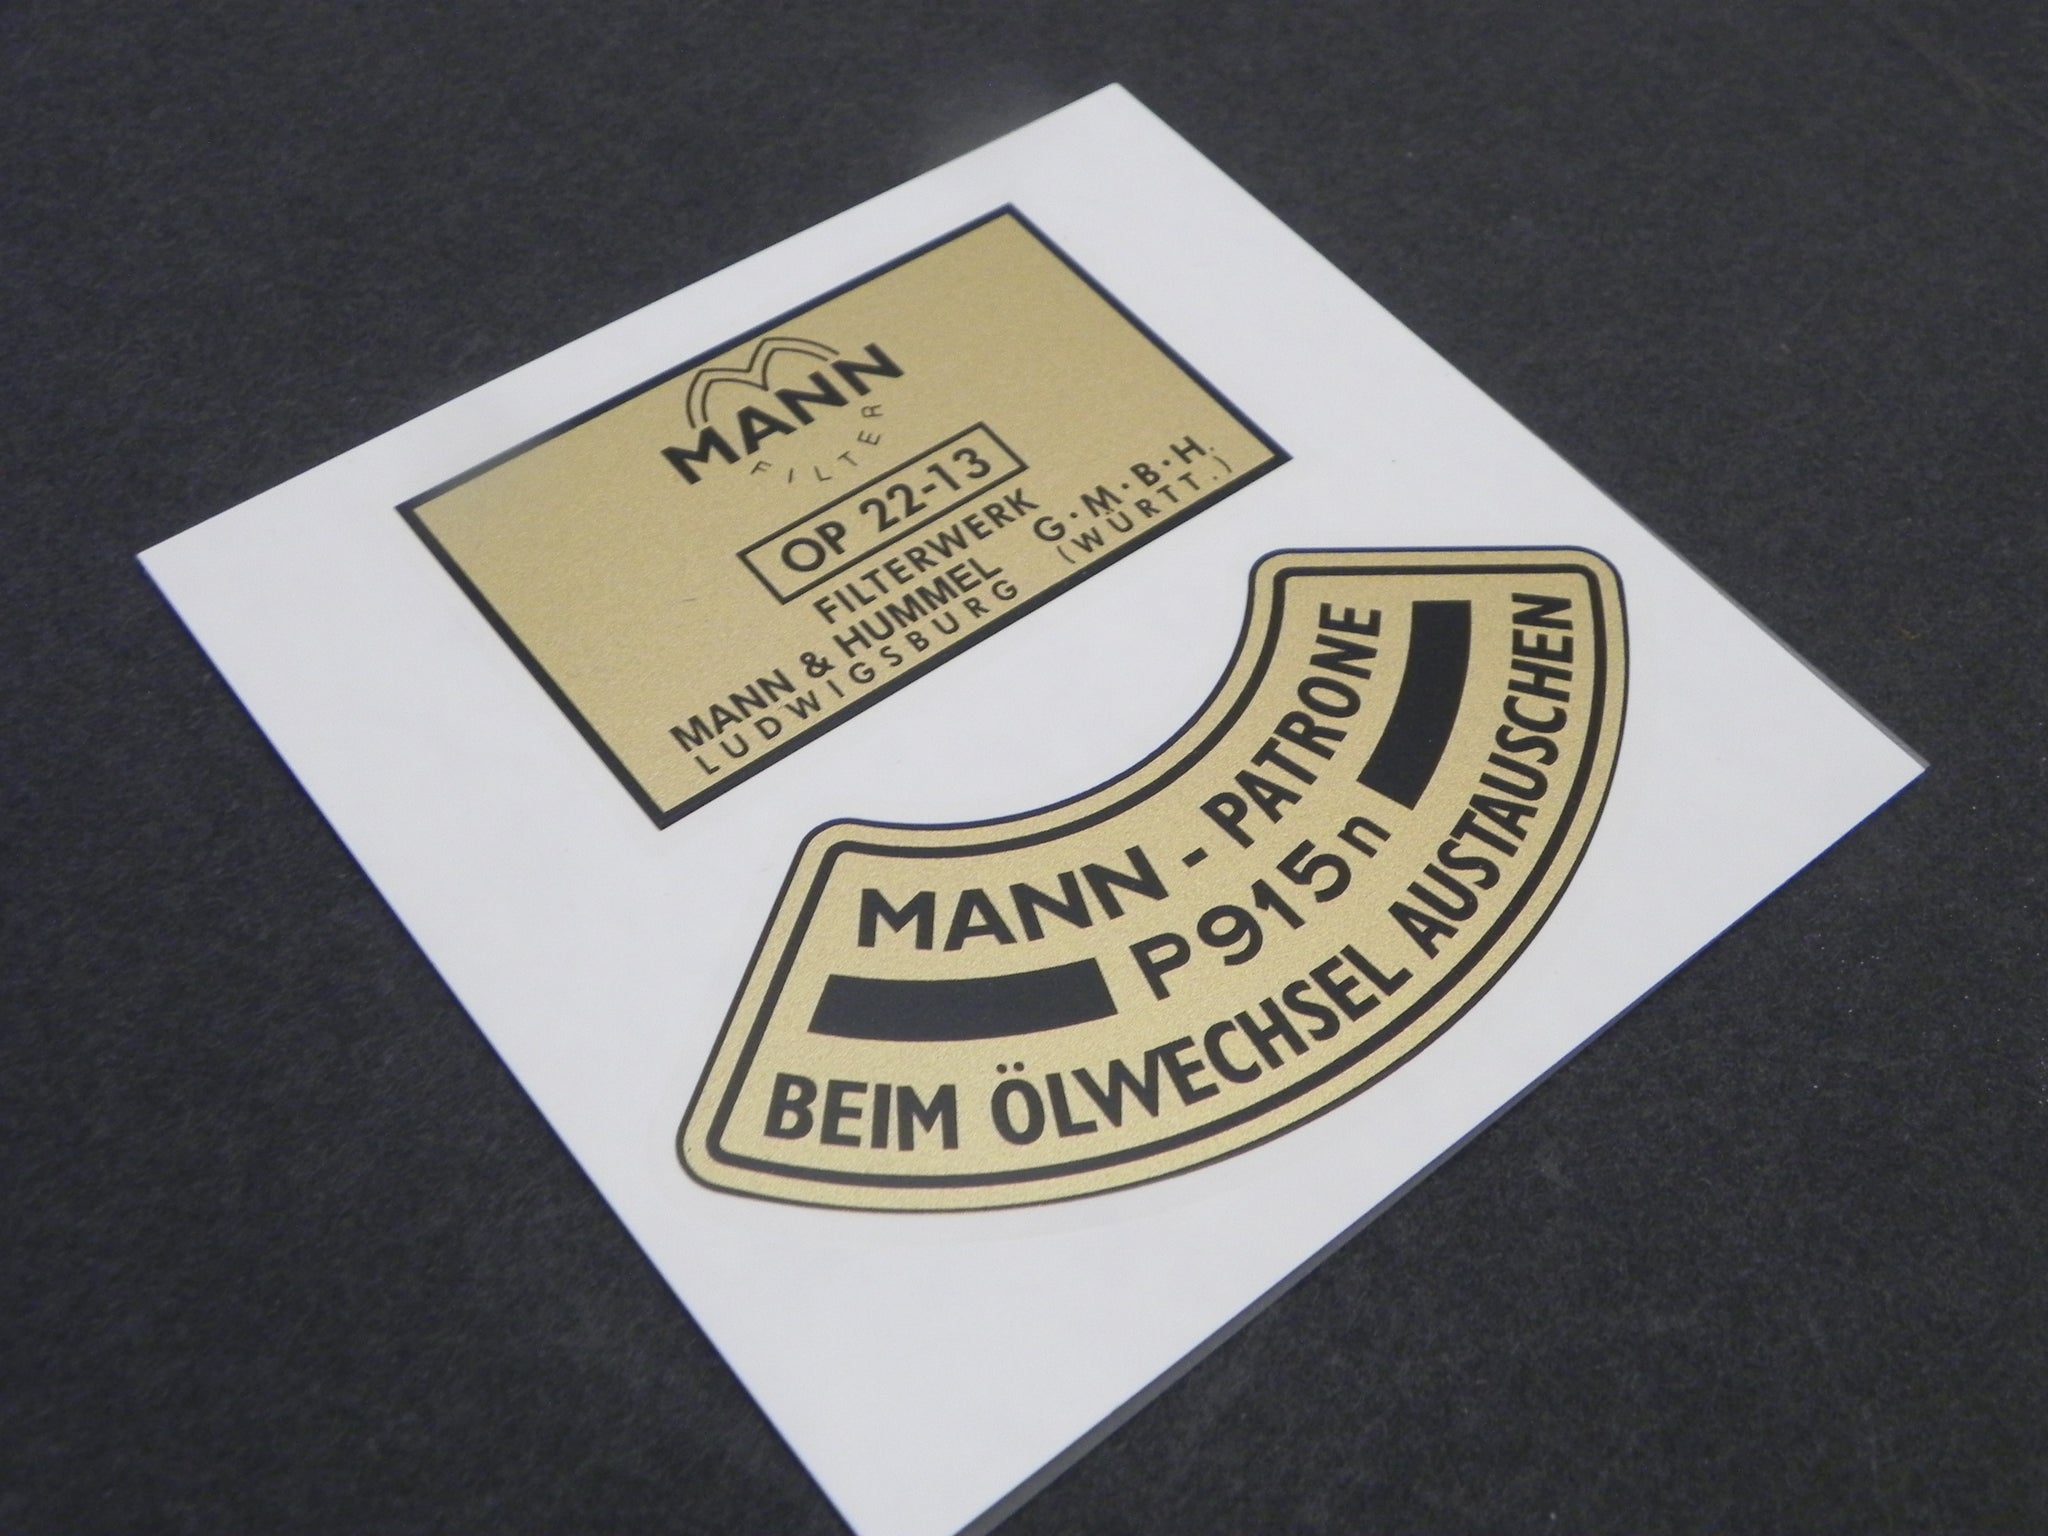 MANN
FILTER
OP 22-13
FILTERWERK
MANN & HUMMEL G.M.B.H.
LUDWIGSBURG (WÜRTT.)
MANN - PATRONE
P915n
BEIM ÖLWECHSEL AUSTAUSCHEN